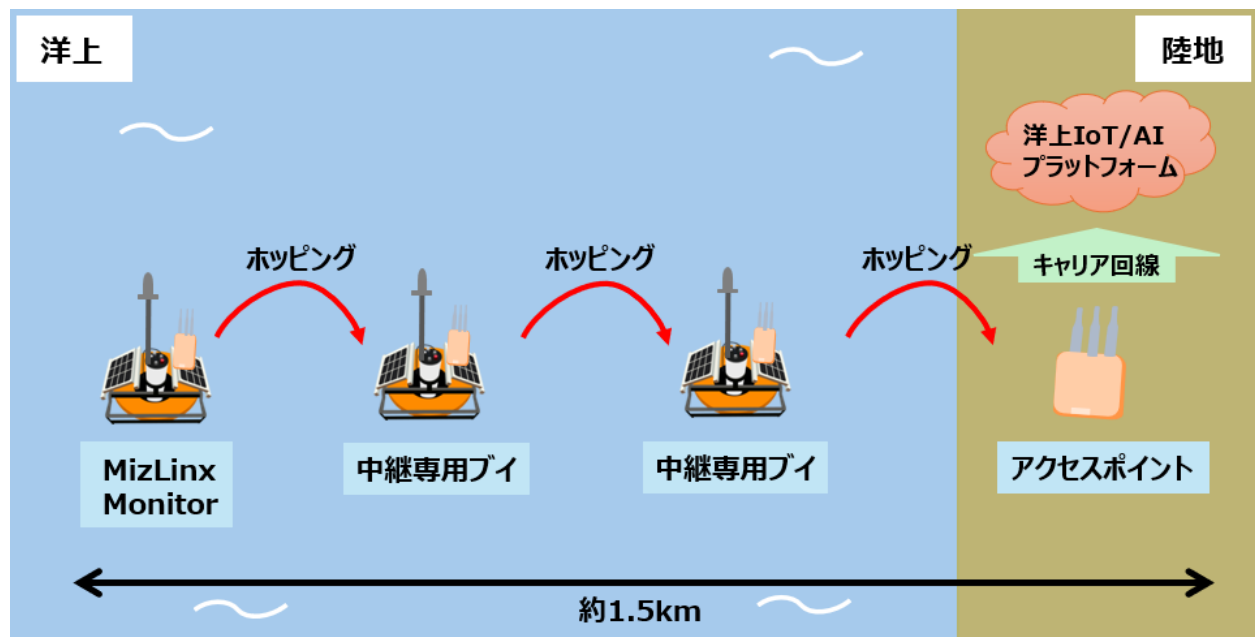 洋上
陸地
洋上IoT/AI
プラットフォーム
ホッピング
ホッピング
ホッピング
キャリア回線
MizLinx
Monitor
中継専用ブイ
中継専用ブイ
アクセスポイント
約1.5km